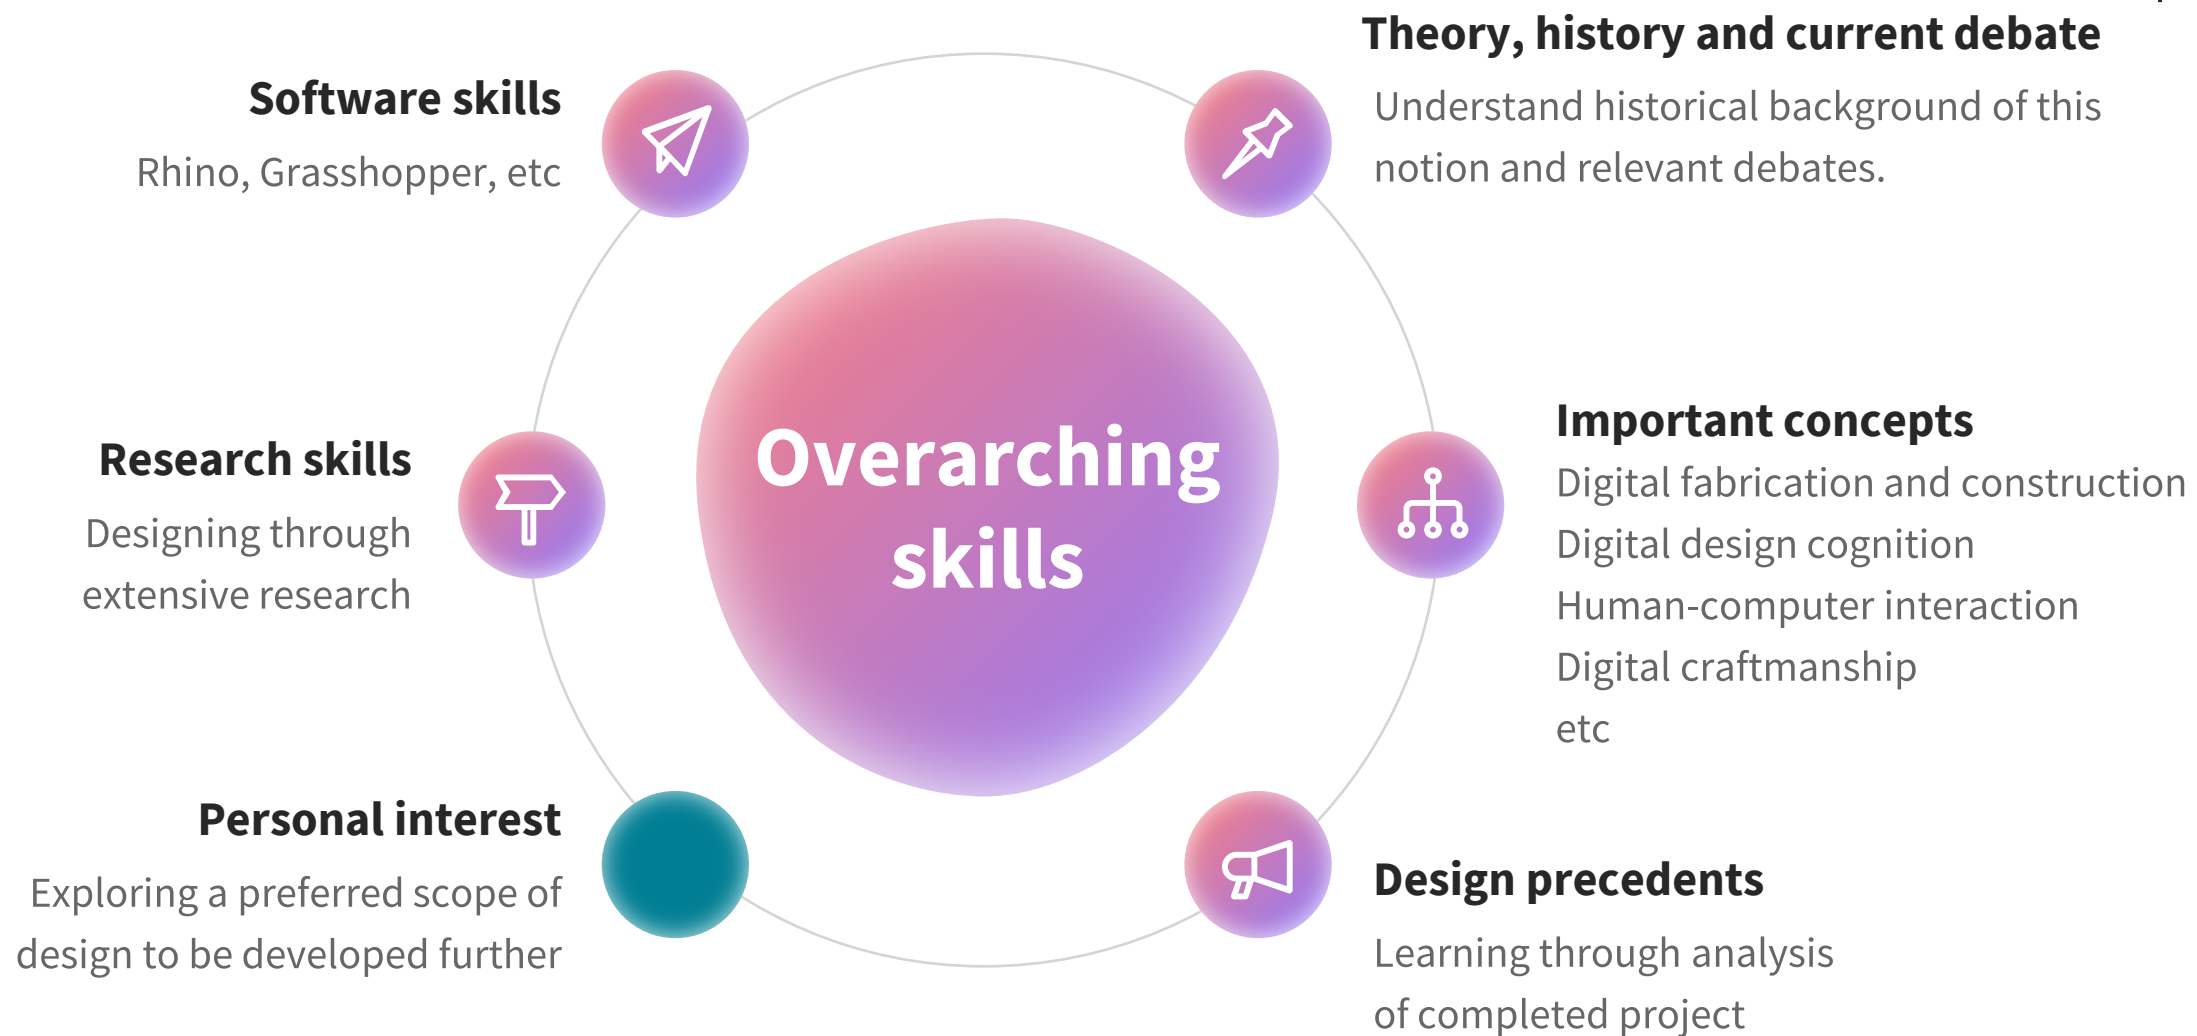 Software skills
Rhino, Grasshopper, etc
Theory, history and current debate
Understand historical background of this
notion and relevant debates.
Overarching
skills
Research skills
Designing through
extensive research
Important concepts
Digital fabrication and construction
Digital design cognition
Human-computer interaction
Digital craftmanship
etc
Personal interest
Exploring a preferred scope of
design to be developed further
Design precedents
Learning through analysis
of completed project